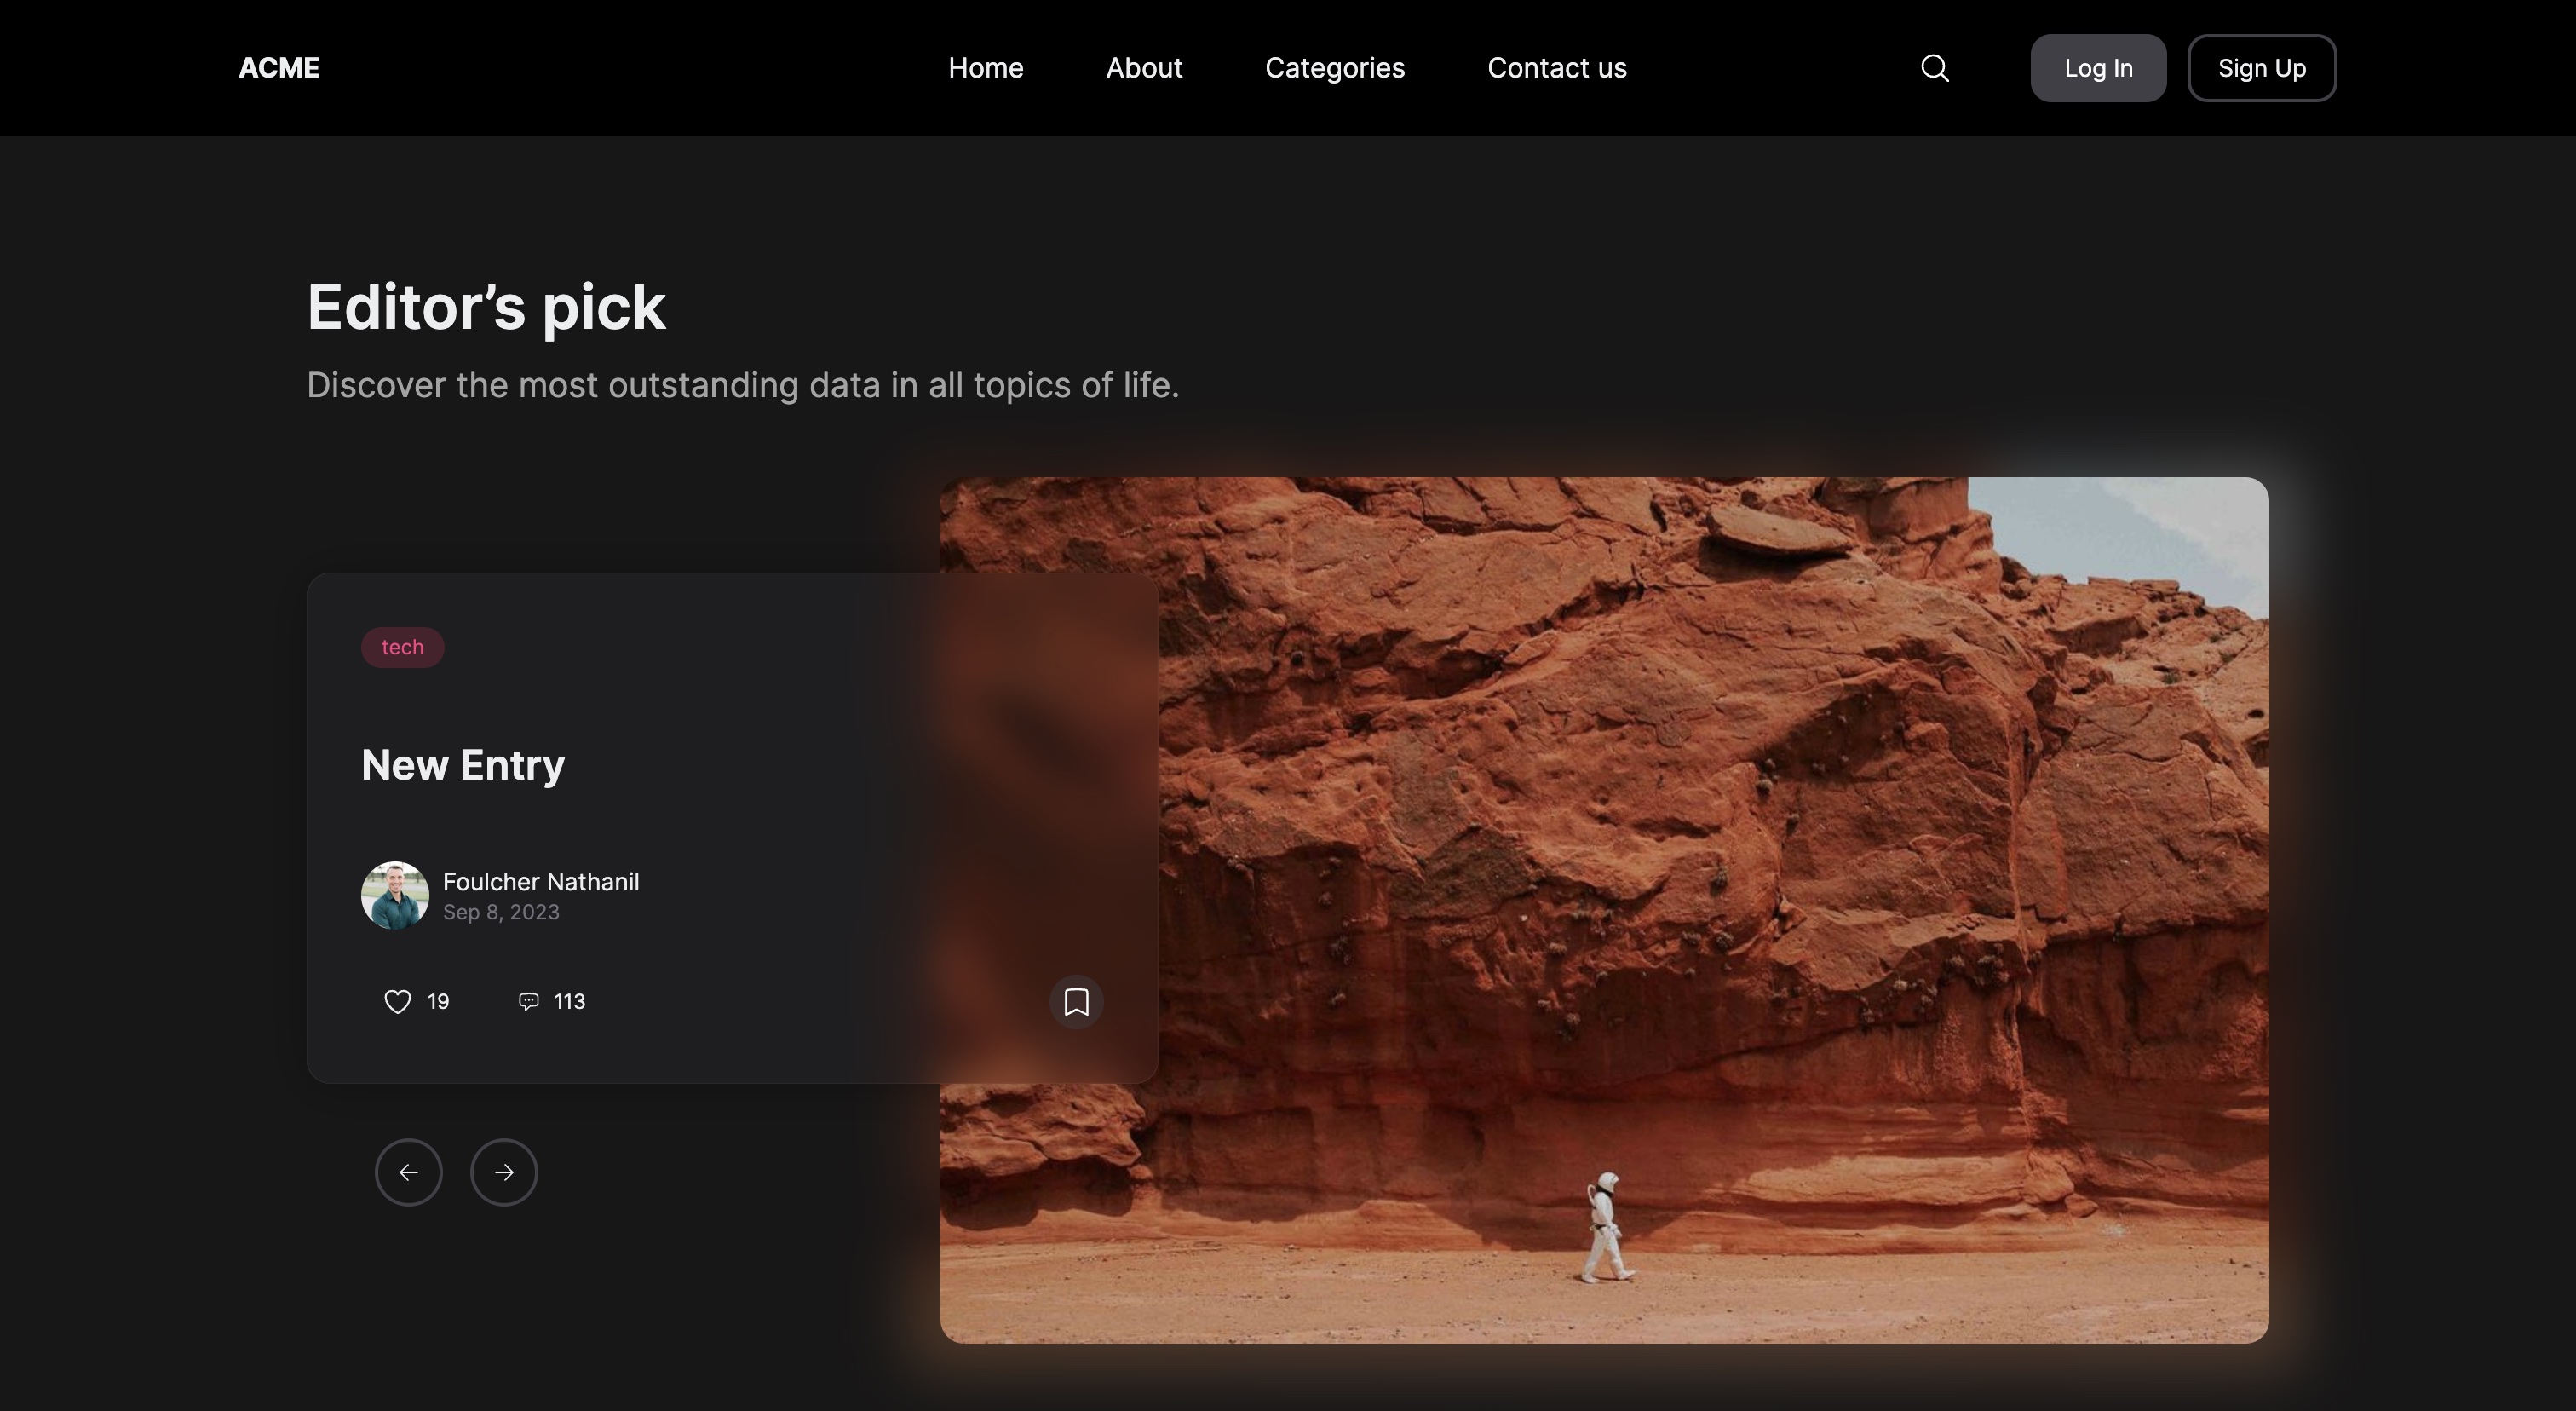 ACME
Home
About
Categories
Contact us
Log In
Sign Up
Editor’s pick
Discover the most outstanding data in all topics of life.
tech
New Entry
Foulcher Nathanil
Sep 8, 2023
19
113